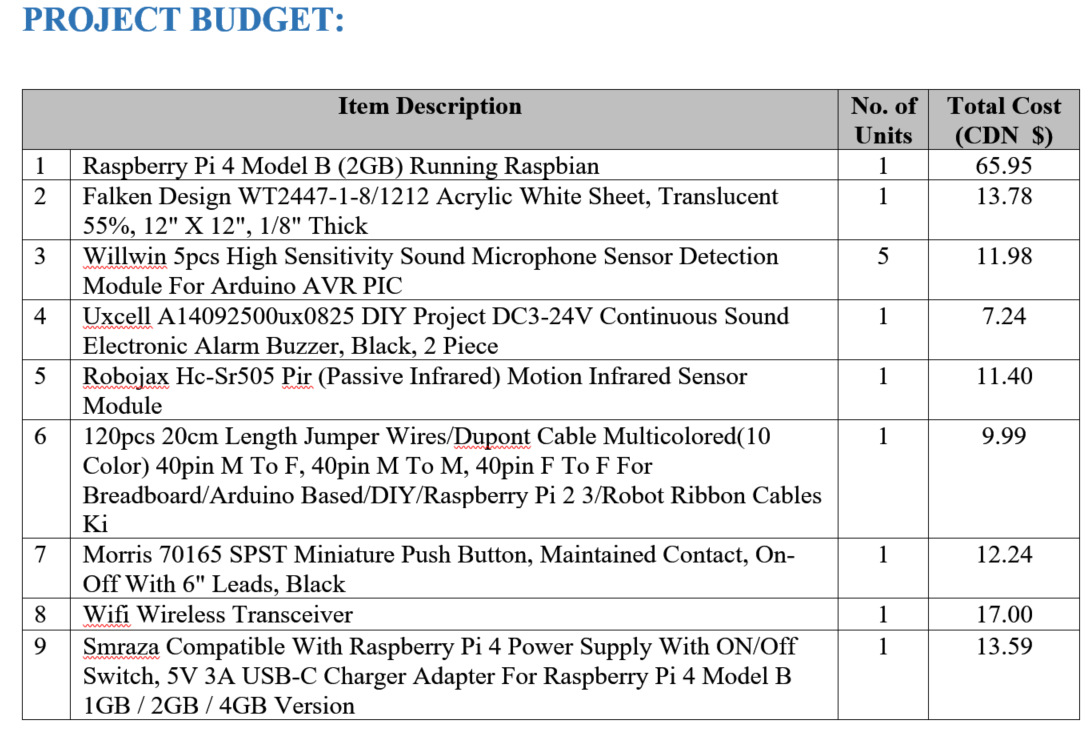 PROJECT BUDGET:
Item Description No. of Units Total Cost (CDN $)
1 Raspberry Pi 4 Model B (2GB) Running Raspbian 1 65.95
2 Falken Design WT2447-1-8/1212 Acrylic White Sheet, Translucent 1 13.78
55%, 12" X 12", 1/8" Thick
3 Willwin 5pcs High Sensitivity Sound Microphone Sensor Detection 5 11.98
Module For Arduino AVR PIC
4 Uxcell A14092500ux0825 DIY Project DC3-24V Continuous Sound 1 7.24
Electronic Alarm Buzzer, Black, 2 Piece
5 Robojax Hc-Sr505 Pir (Passive Infrared) Motion Infrared Sensor 1 11.40
Module
6 120pcs 20cm Length Jumper Wires/Dupont Cable Multicolored(10 1 9.99
Color) 40pin M To F, 40pin M To M, 40pin F To F For
Breadboard/Arduino Based/DIY/Raspberry Pi 2 3/Robot Ribbon Cables
Ki
7 Morris 70165 SPST Miniature Push Button, Maintained Contact, On- 1 12.24
Off With 6" Leads, Black
8 Wifi Wireless Transceiver 1 17.00
9 Smraza Compatible With Raspberry Pi 4 Power Supply With ON/Off 1 13.59
Switch, 5V 3A USB-C Charger Adapter For Raspberry Pi 4 Model B
1GB / 2GB / 4GB Version